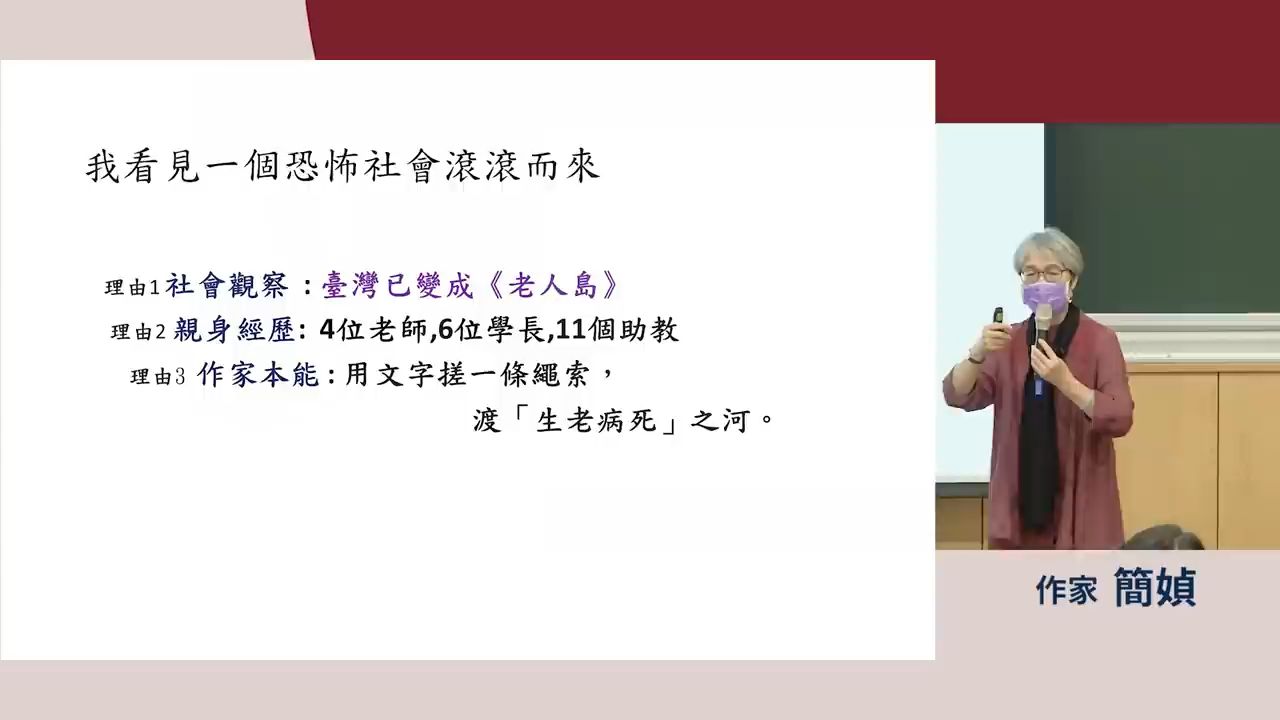 我看見一個恐怖社會滾滾而來
理由1社會觀察：臺灣已變成《老人島》
理由2 親身經歷: 4位老師,6位學長,11個助教
理由3 作家本能：用文字搓一條繩索，
渡「生老病死」之河。
作家 簡媜